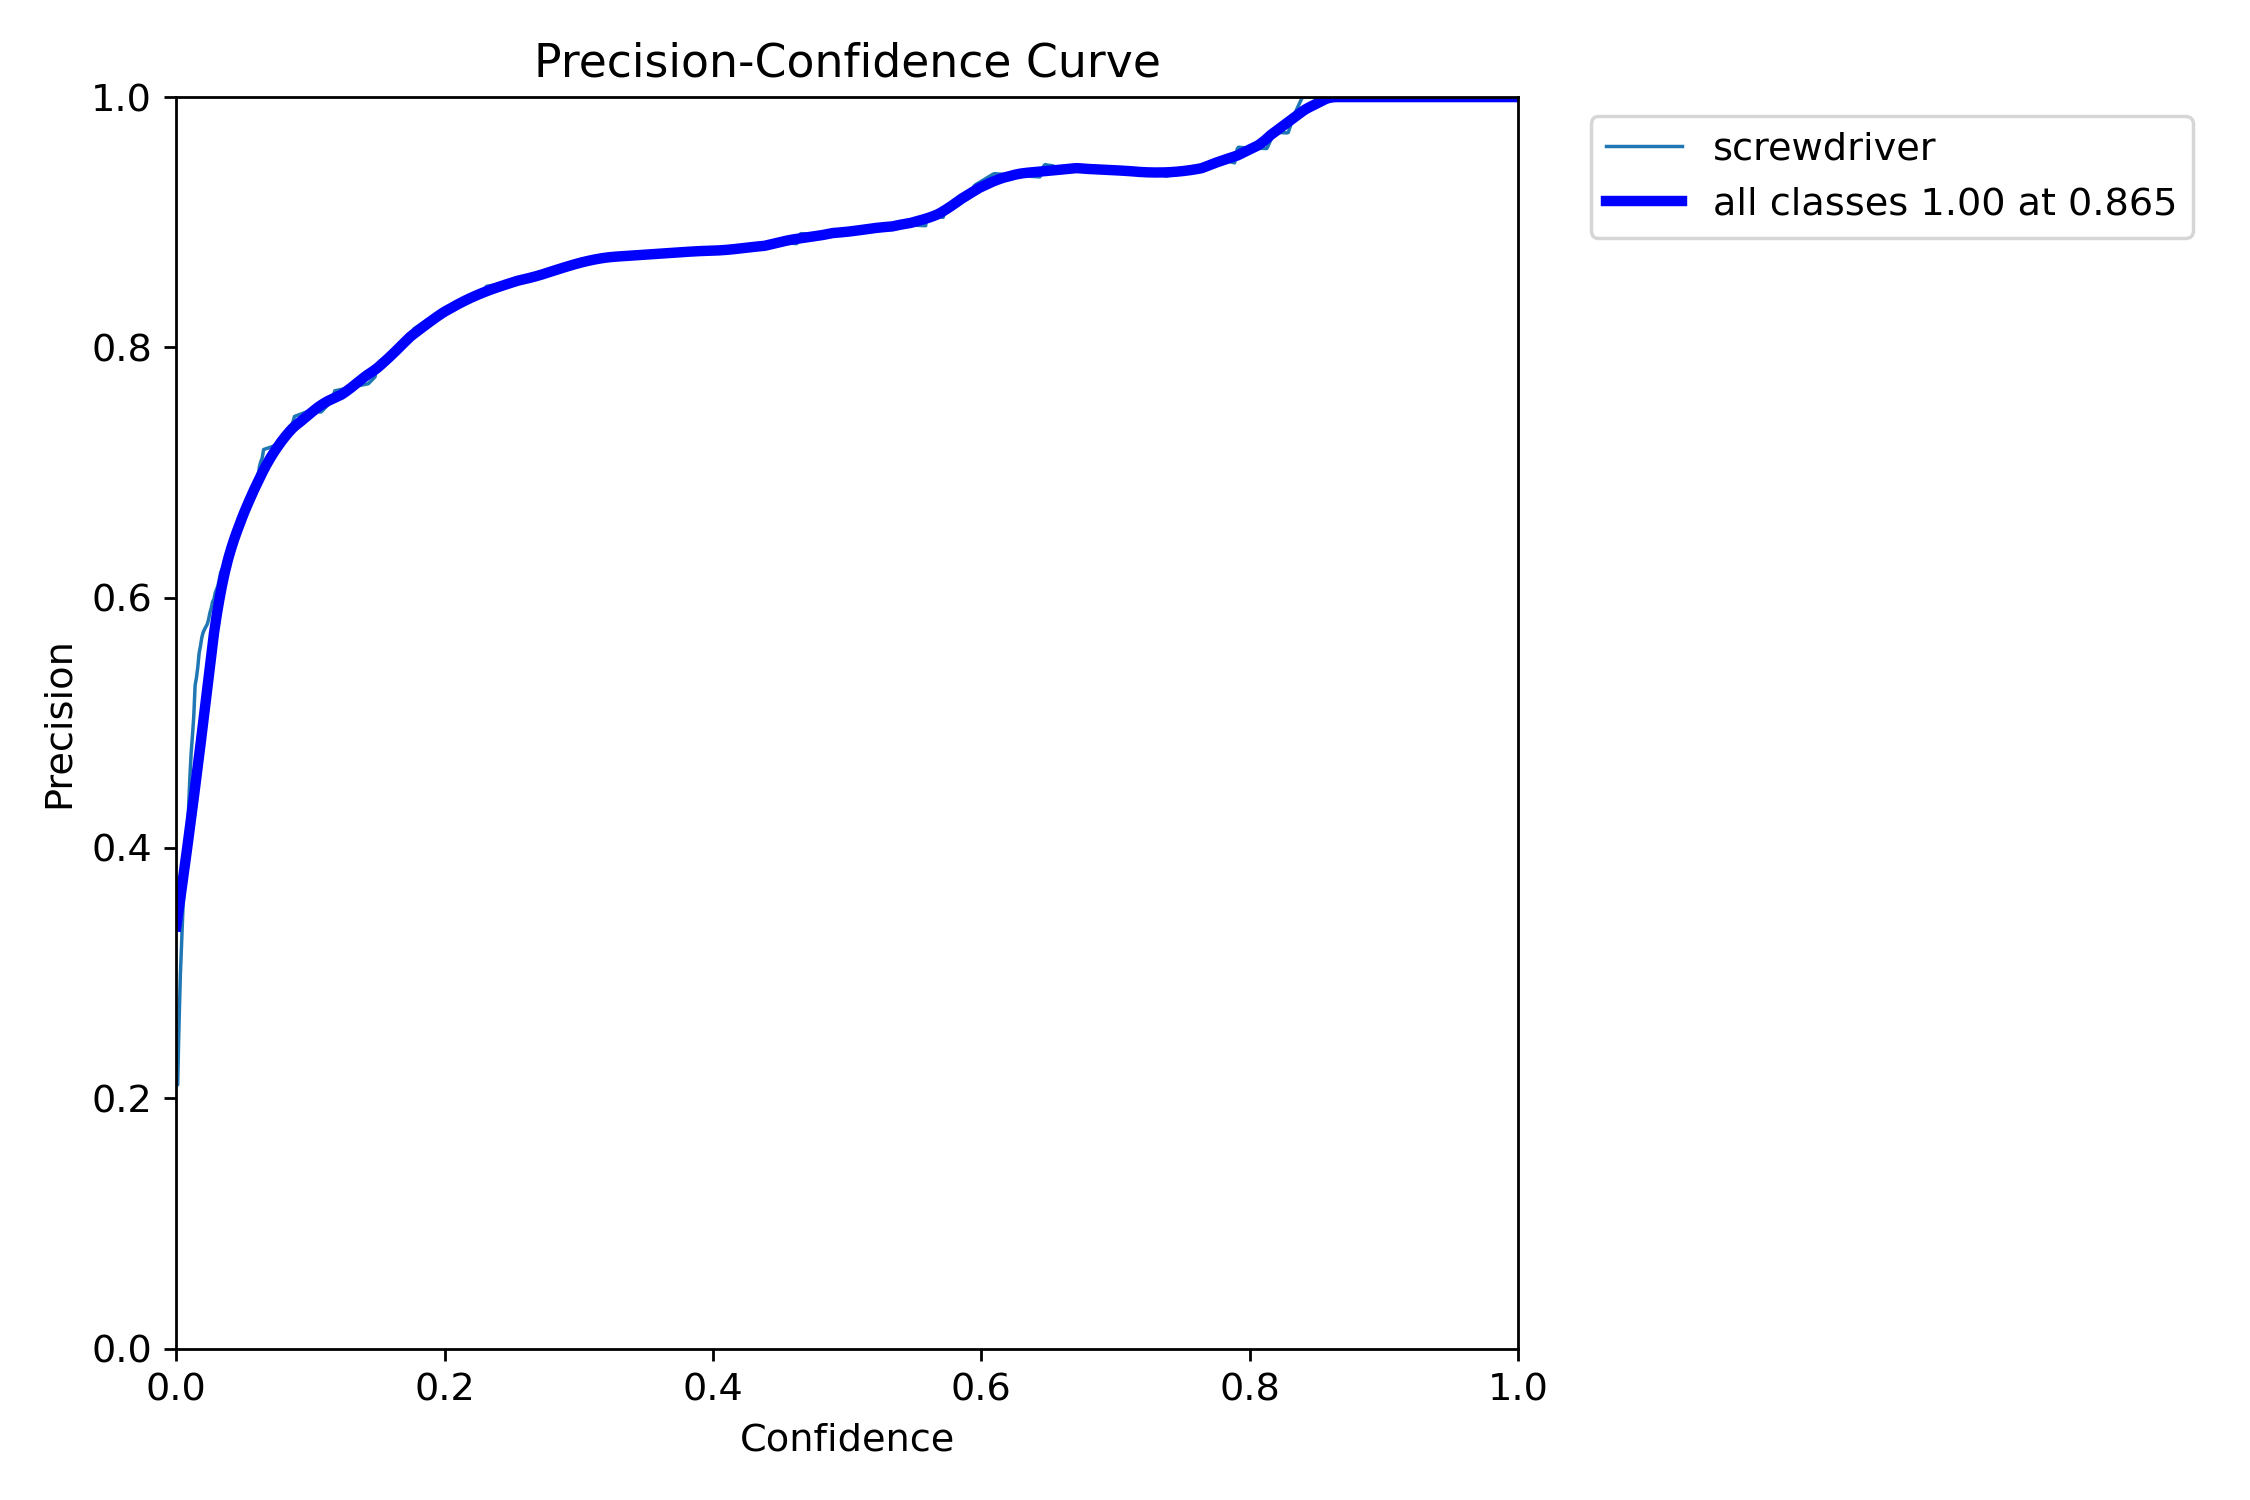 Precision-Confidence Curve
1.0
0.8
0.6
0.4
0.2
0.0
Precision
0.0 0.2 0.4 0.6 0.8 1.0
Confidence
screwdriver
all classes 1.00 at 0.865